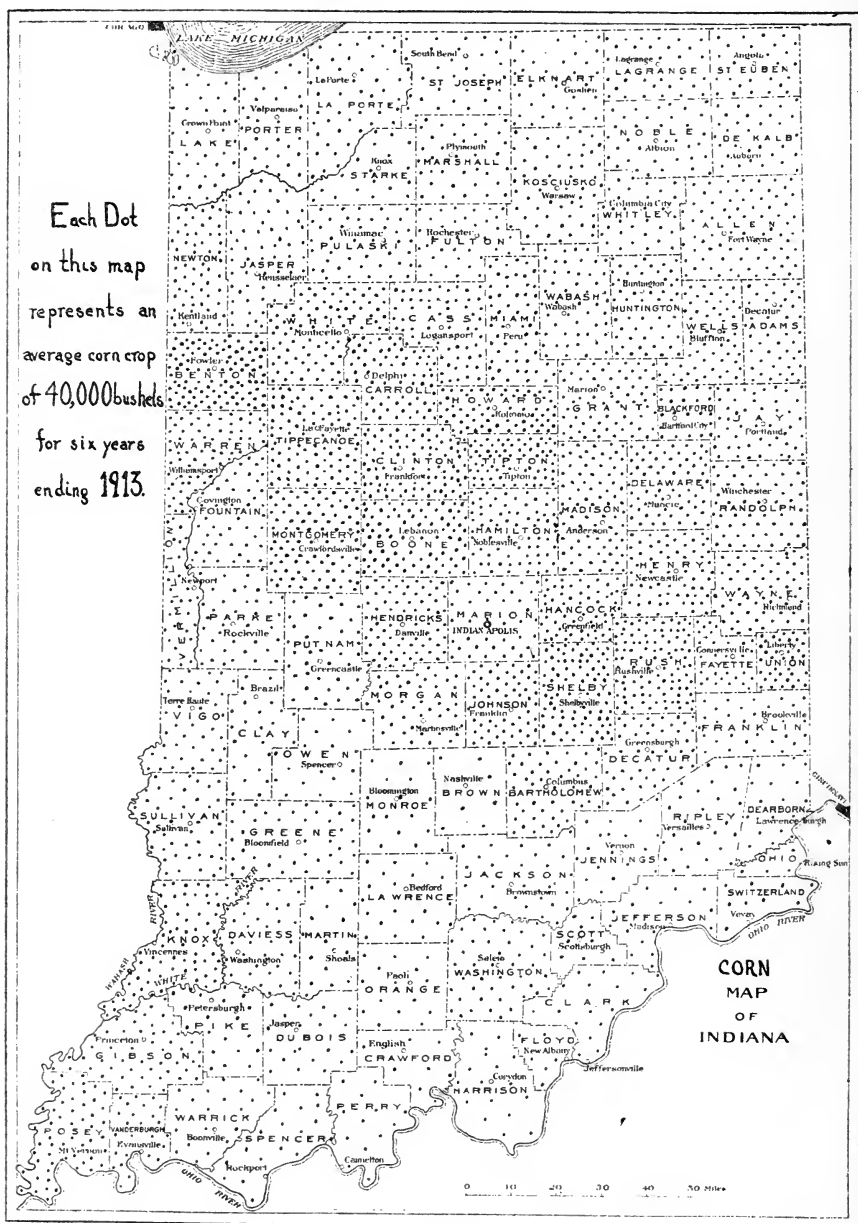 CHICAGO
LAKE MICHIGAN
South Bend
ST JOSEPH
ELKHART
Goshen
Lagrange
LAGRANGE
Angola
STEUBEN
LaPorte
LA PORTE
Valparaiso
PORTER
Crown Point
LAKE
Plymouth
MARSHALL
Knox
STARKE
NOBLE
Albion
DE KALB
Auburn
KOSCIUSKO
Warsaw
Columbia City
WHITLEY
ALLEN
Fort Wayne
Each Dot
on this map
represents an
average corn crop
of 40,000 bushels
for six years
ending 1913.
NEWTON
Kentland
JASPER
Rensselaer
Winamac
PULASKI
Rochester
FULTON
WHITE
Monticello
CASS
Logansport
MIAMI
Peru
WABASH
Wabash
Huntington
HUNTINGTON
WELLS
Bluffton
Decatur
ADAMS
Fowler
BENTON
Delphi
CARROLL
HOWARD
Kokomo
Marion
GRANT
BLACKFORD
Hartford City
JAY
Portland
WARREN
Williamsport
La Fayette
TIPPECANOE
CLINTON
Frankfort
TIPTON
Tipton
MADISON
Anderson
DELAWARE
Muncie
Winchester
RANDOLPH
Covington
FOUNTAIN
MONTGOMERY
Crawfordsville
Lebanon
BOONE
HAMILTON
Noblesville
HENRY
Newcastle
WAYNE
Richmond
VERMILLION
Newport
PARKE
Rockville
PUTNAM
Greencastle
HENDRICKS
Danville
MARION
INDIANAPOLIS
HANCOCK
Greenfield
RUSH
Rushville
Connersville
FAYETTE
Liberty
UNION
Terre Haute
VIGO
Brazil
CLAY
OWEN
Spencer
MORGAN
Martinsville
JOHNSON
Franklin
SHELBY
Shelbyville
Greensburgh
DECATUR
Brookville
FRANKLIN
SULLIVAN
Sullivan
GREENE
Bloomfield
Bloomington
MONROE
Nashville
BROWN
Columbus
BARTHOLOMEW
Vernon
JENNINGS
RIPLEY
Versailles
DEARBORN
Lawrenceburgh
CINCINNATI
OHIO
Rising Sun
SWITZERLAND
Vevay
OHIO RIVER
JEFFERSON
Madison
JACKSON
Brownstown
Bedford
LAWRENCE
KNOX
Vincennes
WABASH RIVER
WHITE
RIVER
DAVIESS
Washington
MARTIN
Shoals
Paoli
ORANGE
Salem
WASHINGTON
SCOTT
Scottsburgh
CLARK
Jeffersonville
FLOYD
New Albany
Corydon
HARRISON
English
CRAWFORD
Jasper
DUBOIS
Petersburgh
PIKE
Princeton
GIBSON
POSEY
Mt Vernon
VANDERBURGH
Evansville
WARRICK
Boonville
SPENCER
Rockport
PERRY
Cannelton
OHIO RIVER
CORN
MAP
OF
INDIANA
0 10 20 30 40 50 Miles